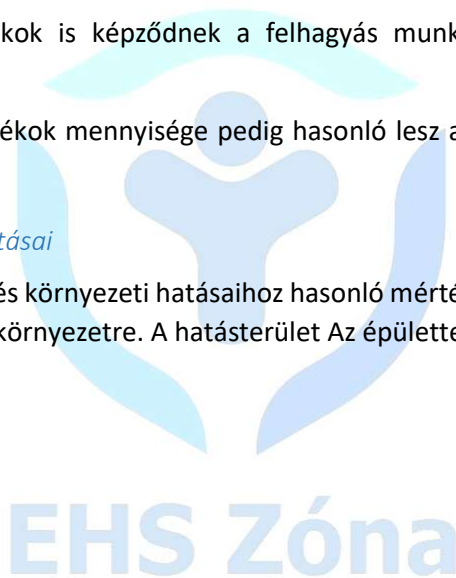 kok is képződnek a felhagyás munk
ékok mennyisége pedig hasonló lesz a
tásai
és környezeti hatásaihoz hasonló mérté
környezetre. A hatásterület Az épülette
EHS Zóna